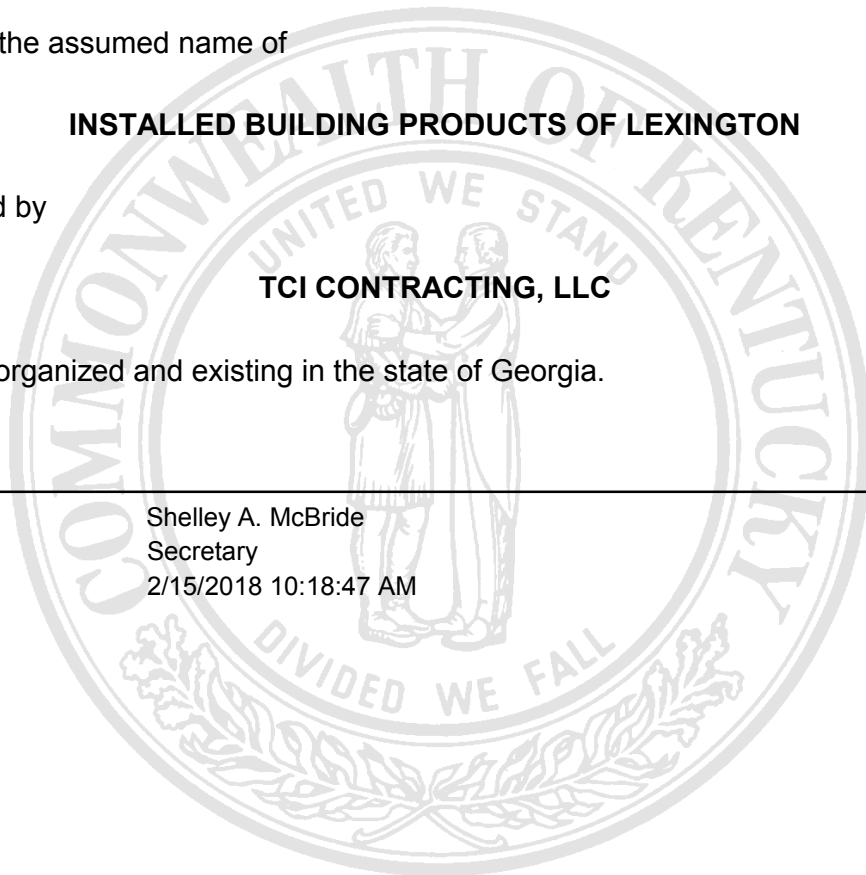 the assumed name of
INSTALLED BUILDING PRODUCTS OF LEXINGTON
d by
TCI CONTRACTING, LLC
organized and existing in the state of Georgia.
Shelley A. McBride
Secretary
2/15/2018 10:18:47 AM
COMMONWEALTH OF KENTUCKY
UNITED WE STAND
DIVIDED WE FALL